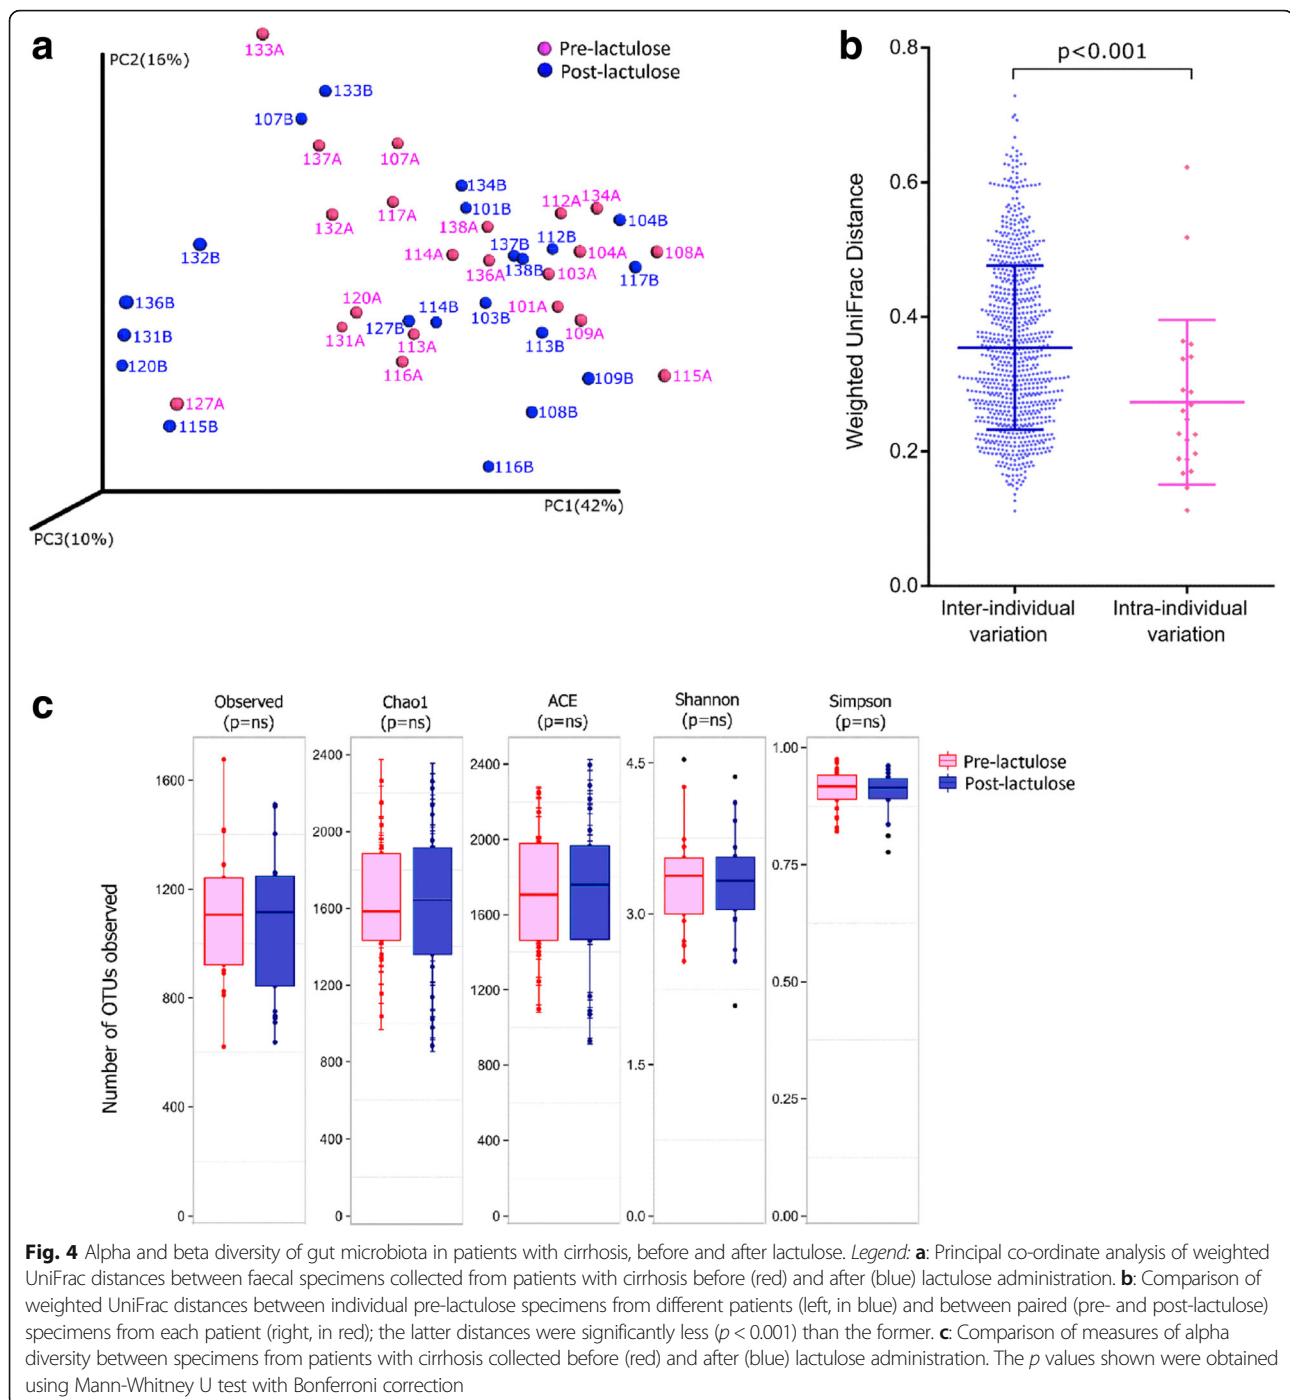 a
PC2(16%)
133A
Pre-lactulose
Post-lactulose
133B
107B
137A
107A
134B
101B
117A
132A
138A
112A
134A
104B
132B
114A
137B
112B
136A
138B
104A
108A
103A
117B
136B
120A
131A
131B
114B
127B
103B
101A
109A
113A
113B
120B
116A
109B
115A
127A
115B
108B
116B
PC1(42%)
PC3(10%)
b
p<0.001
Weighted UniFrac Distance
0.8
0.6
0.4
0.2
0.0
Inter-individual
variation
Intra-individual
variation
c
Number of OTUs observed
Observed
(p=ns)
1600
1200
800
400
0
Chao1
(p=ns)
2400
2000
1600
1200
800
400
0
ACE
(p=ns)
2400
2000
1600
1200
800
400
0
Shannon
(p=ns)
4.5
3.0
1.5
0.0
Simpson
(p=ns)
1.00
0.75
0.50
0.25
0.00
Pre-lactulose
Post-lactulose
Fig. 4 Alpha and beta diversity of gut microbiota in patients with cirrhosis, before and after lactulose. Legend: a: Principal co-ordinate analysis of weighted
UniFrac distances between faecal specimens collected from patients with cirrhosis before (red) and after (blue) lactulose administration. b: Comparison of
weighted UniFrac distances between individual pre-lactulose specimens from different patients (left, in blue) and between paired (pre- and post-lactulose)
specimens from each patient (right, in red); the latter distances were significantly less (p < 0.001) than the former. c: Comparison of measures of alpha
diversity between specimens from patients with cirrhosis collected before (red) and after (blue) lactulose administration. The p values shown were obtained
using Mann-Whitney U test with Bonferroni correction